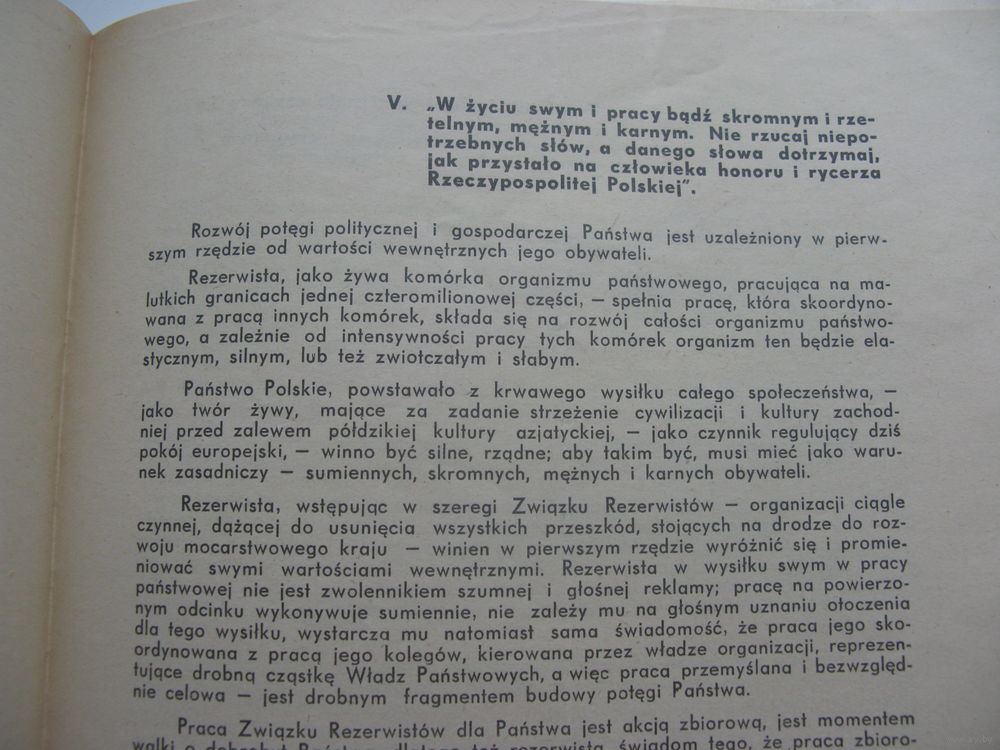 V. „W życiu swym i pracy bądź skromnym i rze-
telnym, mężnym i karnym. Nie rzucaj niepo-
trzebnych słów, a danego słowa dotrzymaj,
jak przystało na człowieka honoru i rycerza
Rzeczypospolitej Polskiej”.
Rozwój potęgi politycznej i gospodarczej Państwa jest uzależniony w pierw-
szym rzędzie od wartości wewnętrznych jego obywateli.
Rezerwista, jako żywa komórka organizmu państwowego, pracująca na ma-
lutkich granicach jednej czteromilionowej części, — spełnia pracę, która skoordyno-
wana z pracą innych komórek, składa się na rozwój całości organizmu państwo-
wego, a zależnie od intensywności pracy tych komórek organizm ten będzie ela-
stycznym, silnym, lub też zwiotczałym i słabym.
Państwo Polskie, powstawało z krwawego wysiłku całego społeczeństwa, —
jako twór żywy, mające za zadanie strzeżenie cywilizacji i kultury zachod-
niej przed zalewem półdzikiej kultury azjatyckiej, — jako czynnik regulujący dziś
pokój europejski, — winno być silne, rządne; aby takim być, musi mieć jako waru-
nek zasadniczy — sumiennych, skromnych, mężnych i karnych obywateli.
Rezerwista, wstępując w szeregi Związku Rezerwistów — organizacji ciągle
czynnej, dążącej do usunięcia wszystkich przeszkód, stojących na drodze do roz-
woju mocarstwowego kraju — winien w pierwszym rzędzie wyróżnić się i promie-
niować swymi wartościami wewnętrznymi. Rezerwista w wysiłku swym w pracy
państwowej nie jest zwolennikiem szumnej i głośnej reklamy; pracę na powierzo-
nym odcinku wykonywuje sumiennie, nie zależy mu na głośnym uznaniu otoczenia
dla tego wysiłku, wystarcza mu natomiast sama świadomość, że praca jego sko-
ordynowana z pracą jego kolegów, kierowana przez władze organizacji, reprezen-
tujące drobną cząstkę Władz Państwowych, a więc praca przemyślana i bezwzględ-
nie celowa — jest drobnym fragmentem budowy potęgi Państwa.
Praca Związku Rezerwistów dla Państwa jest akcją zbiorową, jest momentem
walki o dobrobyt Państwa, dlatego też rezerwista, świadom tego, że praca zbioro-